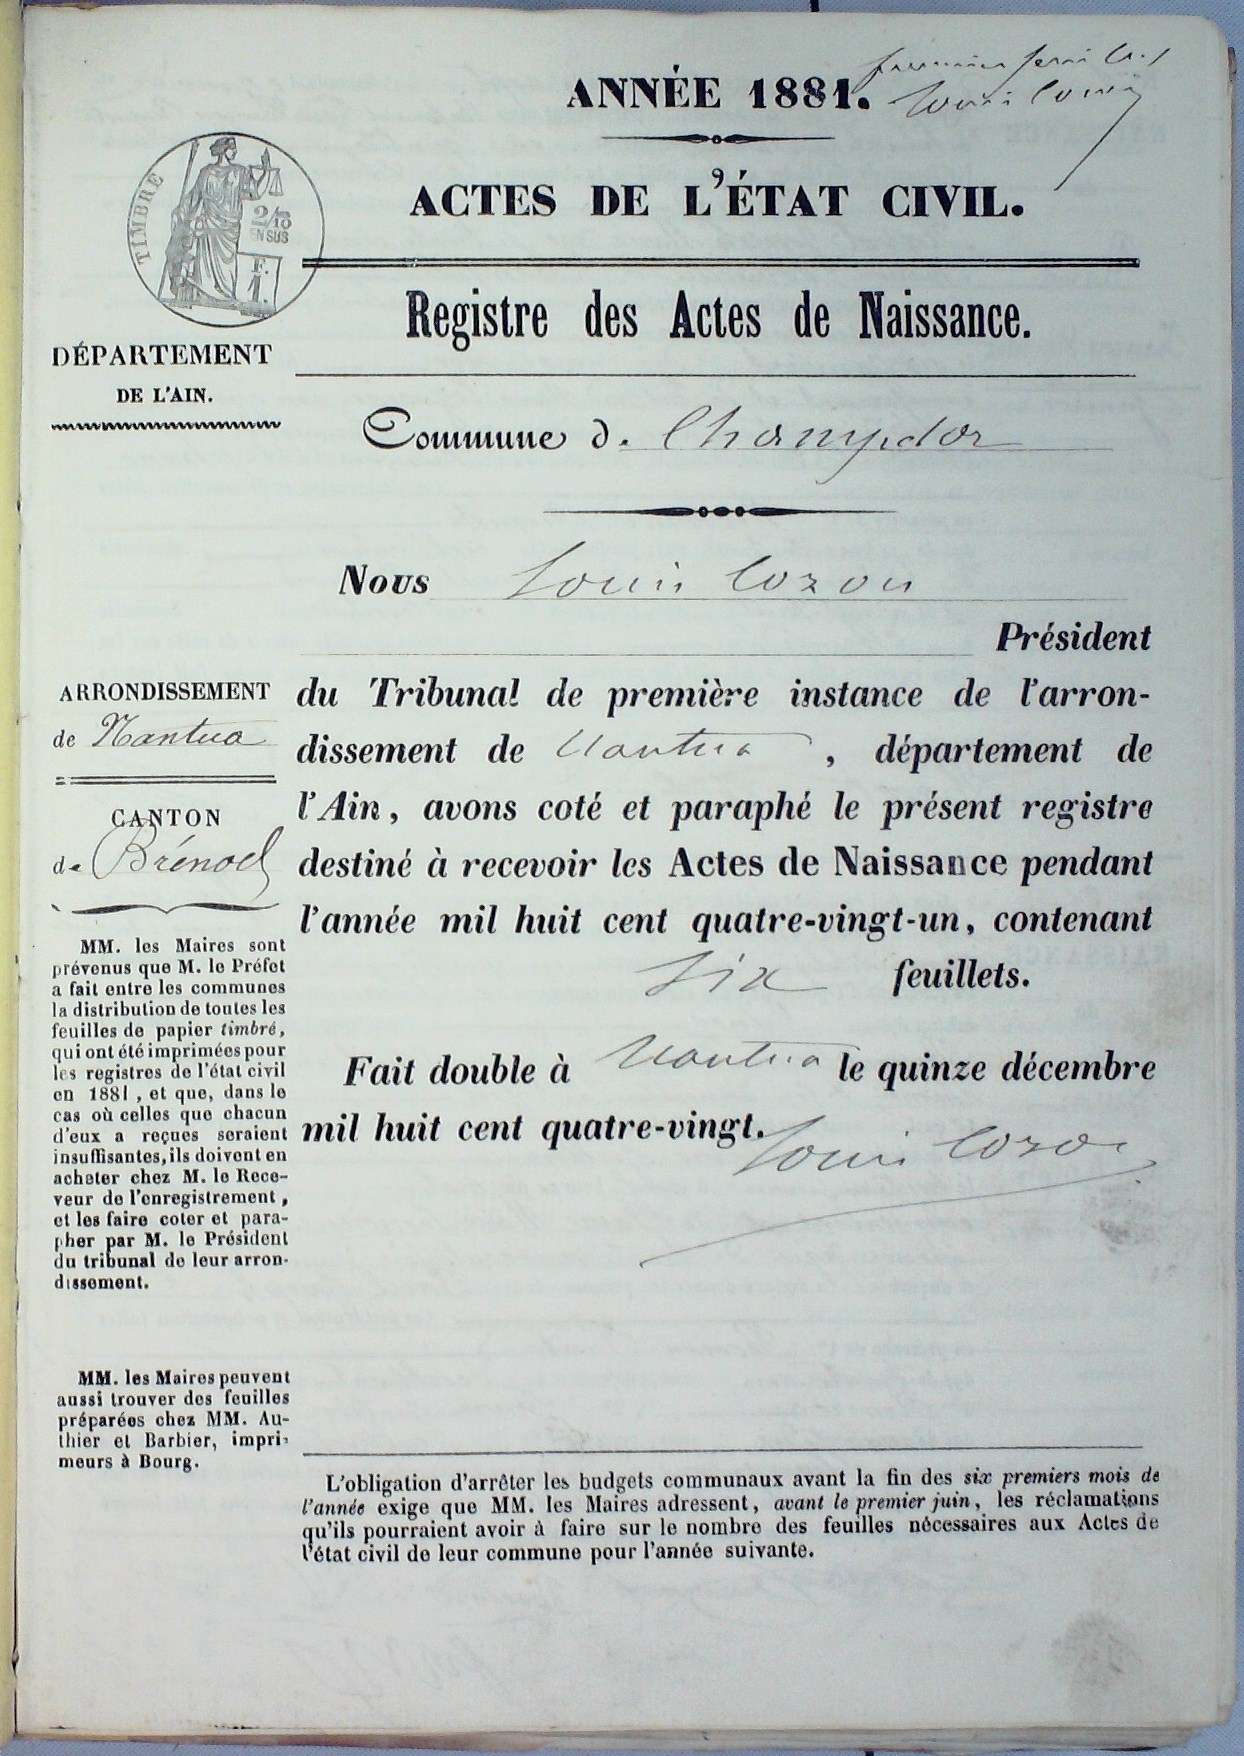 premier feuillet
Louis Cozon
ANNÉE 1881.
ACTES DE L'ÉTAT CIVIL.
TIMBRE
2/10
EN SUS
F.
1.
Registre des Actes de Naissance.
DÉPARTEMENT
DE L'AIN.
Commune de Champdor
Nous Louis Cozon
Président
du Tribunal de première instance de l'arron-
dissement de Nantua, département de
l'Ain, avons coté et paraphé le présent registre
destiné à recevoir les Actes de Naissance pendant
l'année mil huit cent quatre-vingt-un, contenant
six feuillets.
Fait double à Nantua le quinze décembre
mil huit cent quatre-vingt.
Louis Cozon
ARRONDISSEMENT
de Nantua
CANTON
de Brénod
MM. les Maires sont
prévenus que M. le Préfet
a fait entre les communes
la distribution de toutes les
feuilles de papier timbré,
qui ont été imprimées pour
les registres de l'état civil
en 1881, et que, dans le
cas où celles que chacun
d'eux a reçues seraient
insuffisantes, ils doivent en
acheter chez M. le Rece-
veur de l'enregistrement,
et les faire coter et para-
pher par M. le Président
du tribunal de leur arron-
dissement.
MM. les Maires peuvent
aussi trouver des feuilles
préparées chez MM. Au-
thier et Barbier, impri-
meurs à Bourg.
L'obligation d'arrêter les budgets communaux avant la fin des six premiers mois de
l'année exige que MM. les Maires adressent, avant le premier juin, les réclamations
qu'ils pourraient avoir à faire sur le nombre des feuilles nécessaires aux Actes de
l'état civil de leur commune pour l'année suivante.